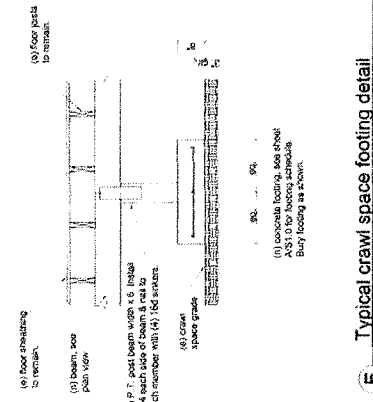 (e) floor sheathing
to remain.
(e) floor joists
to remain.
(n) beam, see
plan view
P.T. post beam width x 6 Install
4 each side of beam & nail to
ch member with (4) 16d sinkers.
(e) crawl
space grade
sq. sq.
(n) concrete footing, see sheet
A/S1.0 for footing schedule.
Bury footing as shown.
Typical crawl space footing detail